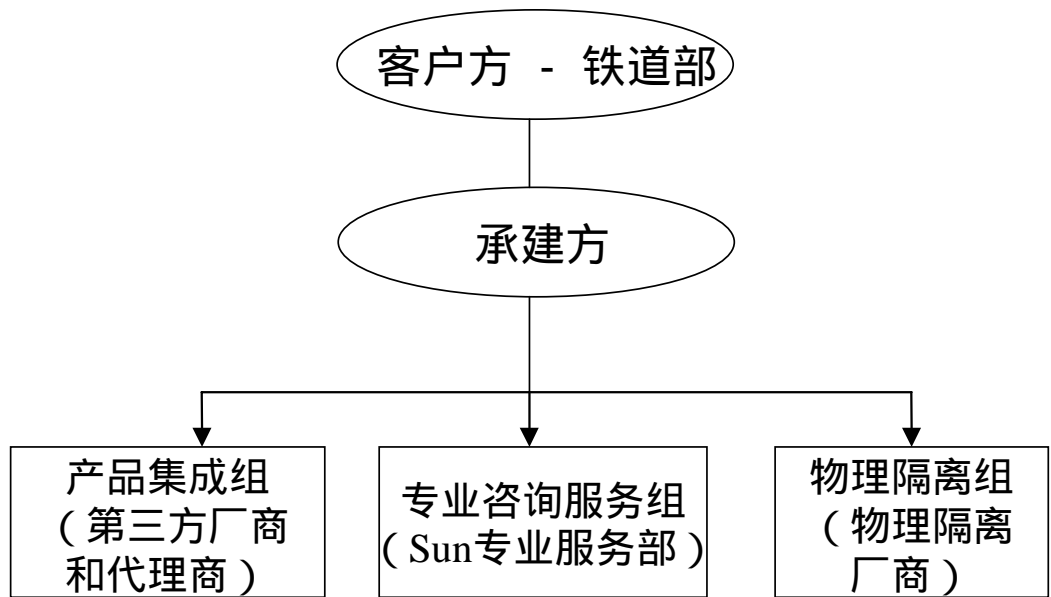 客户方 - 铁道部
承建方
产品集成组
（第三方厂商
和代理商）
专业咨询服务组
（Sun专业服务部）
物理隔离组
（物理隔离
厂商）